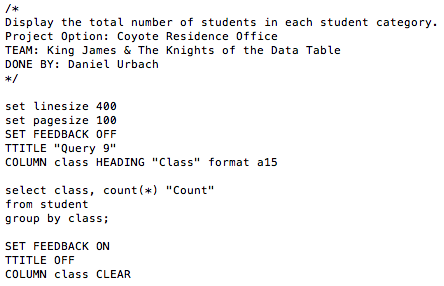 /*
Display the total number of students in each student category.
Project Option: Coyote Residence Office
TEAM: King James & The Knights of the Data Table
DONE BY: Daniel Urbach
*/
set linesize 400
set pagesize 100
SET FEEDBACK OFF
TTITLE "Query 9"
COLUMN class HEADING "Class" format a15
select class, count(*) "Count"
from student
group by class;
SET FEEDBACK ON
TTITLE OFF
COLUMN class CLEAR